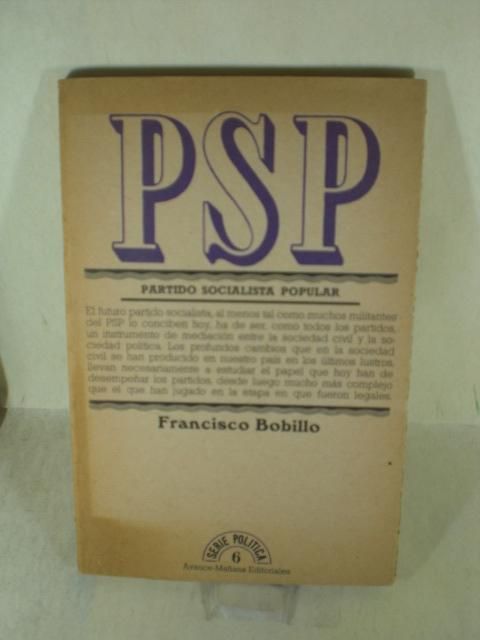 PSP
PARTIDO SOCIALISTA POPULAR
El futuro partido socialista, al menos tal como muchos militantes
del PSP lo conciben hoy, ha de ser, como todos los partidos,
un instrumento de mediación entre la sociedad civil y la so-
ciedad política. Los profundos cambios que en la sociedad
civil se han producido en nuestro país en los últimos lustros,
llevan necesariamente a estudiar el papel que hoy han de
desempeñar los partidos, desde luego mucho más complejo
que el que han jugado en la etapa en que fueron legales.
Francisco Bobillo
SERIE POLITICA
6
Avance-Mañana Editoriales